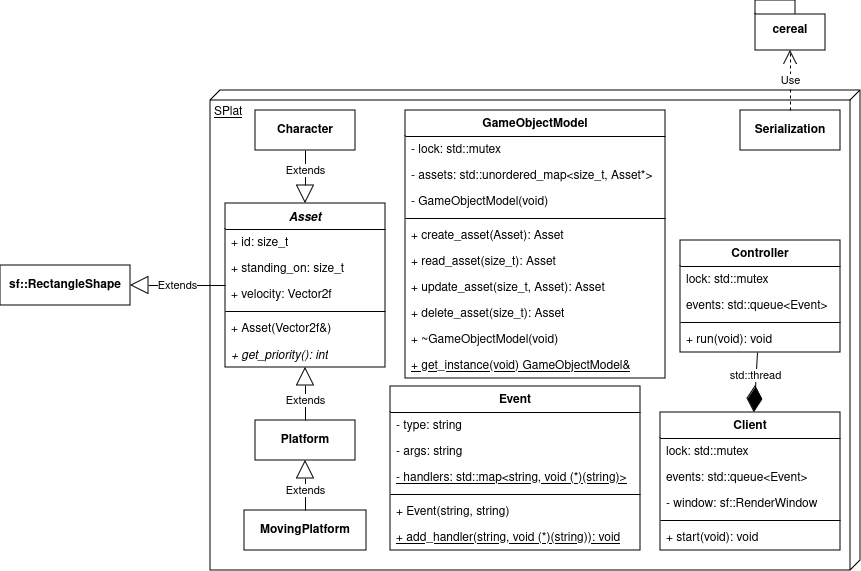 cereal
Use
SPlat
Character
Extends
Asset
+ id: size_t
+ standing_on: size_t
+ velocity: Vector2f
+ Asset(Vector2f&)
+ get_priority(): int
sf::RectangleShape
Extends
Extends
Platform
Extends
MovingPlatform
GameObjectModel
- lock: std::mutex
- assets: std::unordered_map<size_t, Asset*>
- GameObjectModel(void)
+ create_asset(Asset): Asset
+ read_asset(size_t): Asset
+ update_asset(size_t, Asset): Asset
+ delete_asset(size_t): Asset
+ ~GameObjectModel(void)
+ get_instance(void) GameObjectModel&
Event
- type: string
- args: string
- handlers: std::map<string, void (*)(string)>
+ Event(string, string)
+ add_handler(string, void (*)(string)): void
Serialization
Controller
lock: std::mutex
events: std::queue<Event>
+ run(void): void
std::thread
Client
lock: std::mutex
events: std::queue<Event>
- window: sf::RenderWindow
+ start(void): void